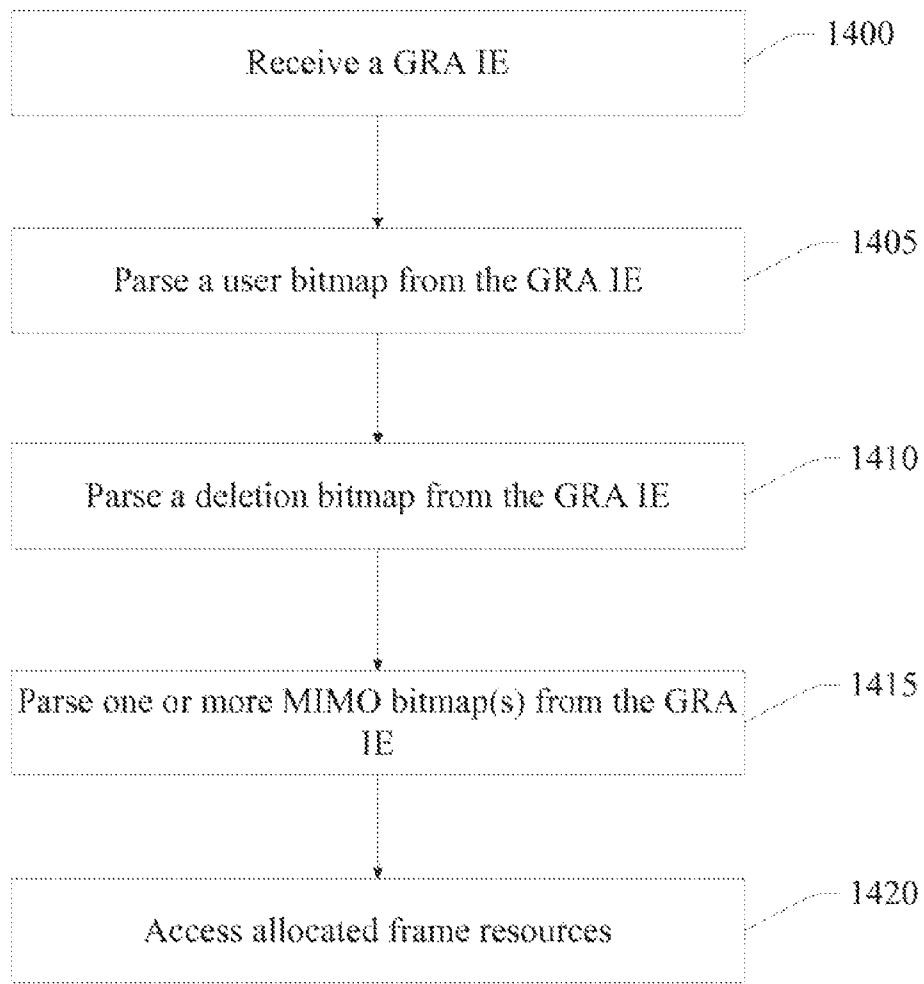 Receive a GRA IE
1400
Parse a user bitmap from the GRA IE
1405
Parse a deletion bitmap from the GRA IE
1410
Parse one or more MIMO bitmap(s) from the GRA
IE
1415
Access allocated frame resources
1420